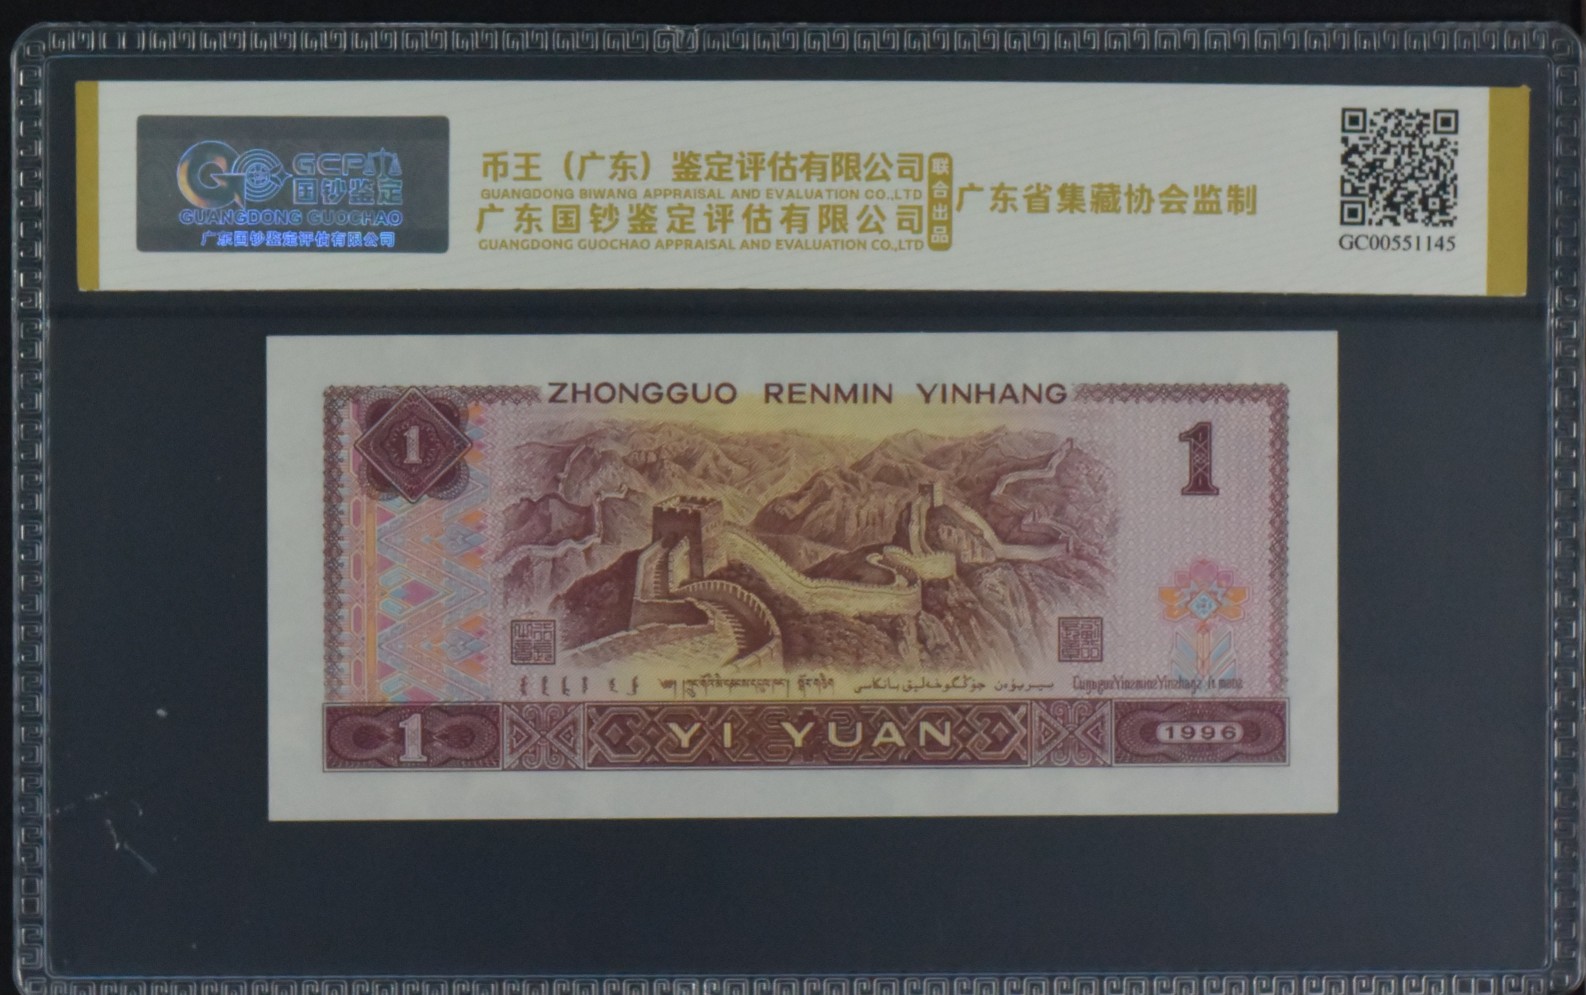 GCP
国钞鉴定
GUANGDONG GUOCHAO
广东国钞鉴定评估有限公司
币王（广东）鉴定评估有限公司
GUANGDONG BIWANG APPRAISAL AND EVALUATION CO.,LTD
广东国钞鉴定评估有限公司
GUANGDONG GUOCHAO APPRAISAL AND EVALUATION CO.,LTD
联合出品
广东省集藏协会监制
GC00551145
ZHONGGUO RENMIN YINHANG
1
1
1
YI YUAN
1996